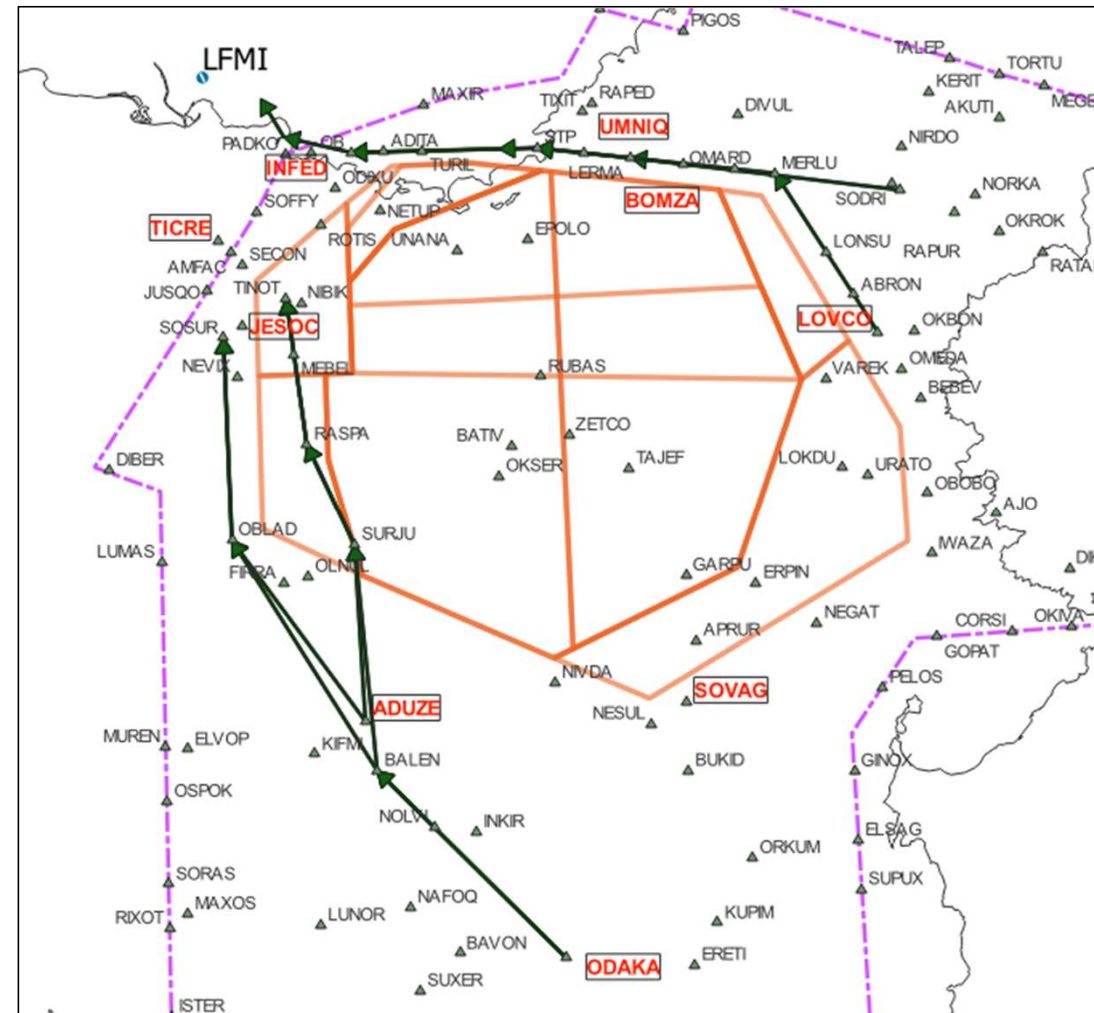 PIGOS
TALEP
TORTU
LFMI
KERIT
MEGE
MAXIR
TIXIT
RAPED
DIVUL
AKUTI
UMNIQ
NIRDO
PADKO
OB
ADITA
STP
INFED
TURIL
LERMA
OMARD
MERLU
ODIXU
BOMZA
SODRI
NORKA
SOFFY
NETUP
OKROK
TICRE
ROTIS
UNANA
EPOLO
LONSU
RAPUR
SECON
RATA
AMFAC
JUSQO
TINOT
NIBIK
ABRON
LOVCO
SOSUR
JESOC
OKBON
NEVIX
MEBEL
RUBAS
VAREK
OMEDA
BEBEV
ZETCO
RASPA
BATIV
DIBER
OKSER
TAJEF
LOKDU
URATO
OBOBO
AJO
OBLAD
SURJU
LUMAS
IWAZA
FIRRA
OLNUL
GARPU
ERPIN
DIK
NEGAT
CORSI
OKIVA
APRUR
GOPAT
NIVDA
PELOS
SOVAG
ADUZE
NESUL
MUREN
ELVOP
KIFMI
BALEN
BUKID
GINOX
OSPOK
NOLVI
INKIR
ELSAG
ORKUM
SORAS
SUPUX
RIXOT
MAXOS
LUNOR
NAFOQ
KUPIM
BAVON
ERETI
ODAKA
SUXER
ISTER